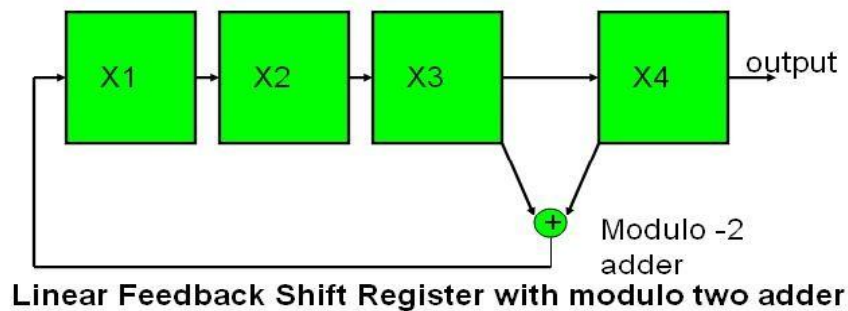 X1
X2
X3
X4
output
+
Modulo -2
adder
Linear Feedback Shift Register with modulo two adder